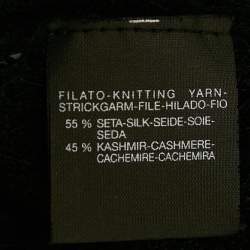 FILATO-KNITTING YARN-
STRICKGARM-FILE-HILADO-FIO
55 % SETA-SILK-SEIDE-SOIE-
SEDA
45 % KASHMIR-CASHMERE-
CACHEMIRE-CACHEMIRA